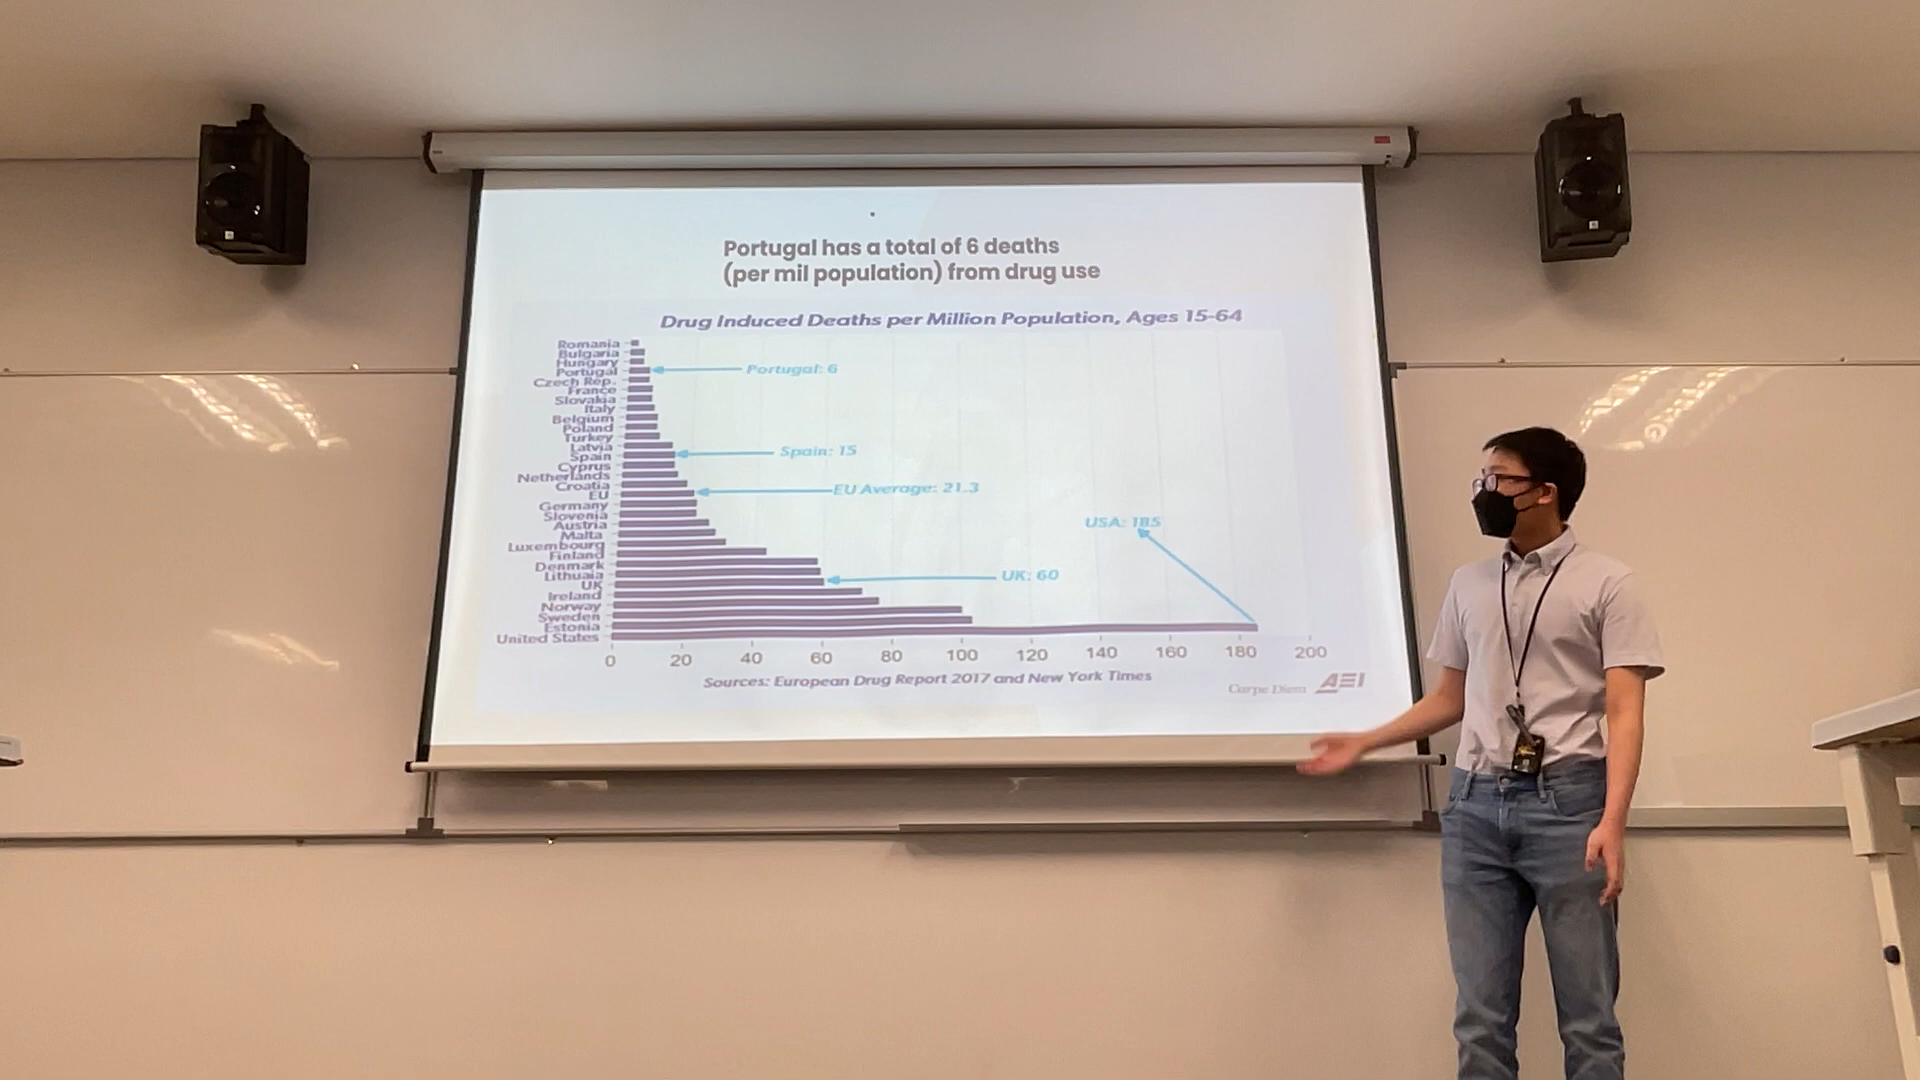 Portugal has a total of 6 deaths
(per mil population) from drug use
Drug Induced Deaths per Million Population, Ages 15-64
Romania
Bulgaria
Hungary
Portugal
Portugal: 6
Czech Rep.
France
Slovakia
Italy
Belgium
Poland
Turkey
Latvia
Spain
Spain: 15
Cyprus
Netherlands
Croatia
EU
EU Average: 21.3
Germany
Slovenia
Austria
USA: 185
Malta
Luxembourg
Finland
Denmark
Lithuaia
UK
UK: 60
Ireland
Norway
Sweden
Estonia
United States
0 20 40 60 80 100 120 140 160 180 200
Sources: European Drug Report 2017 and New York Times
Carpe Diem AEI